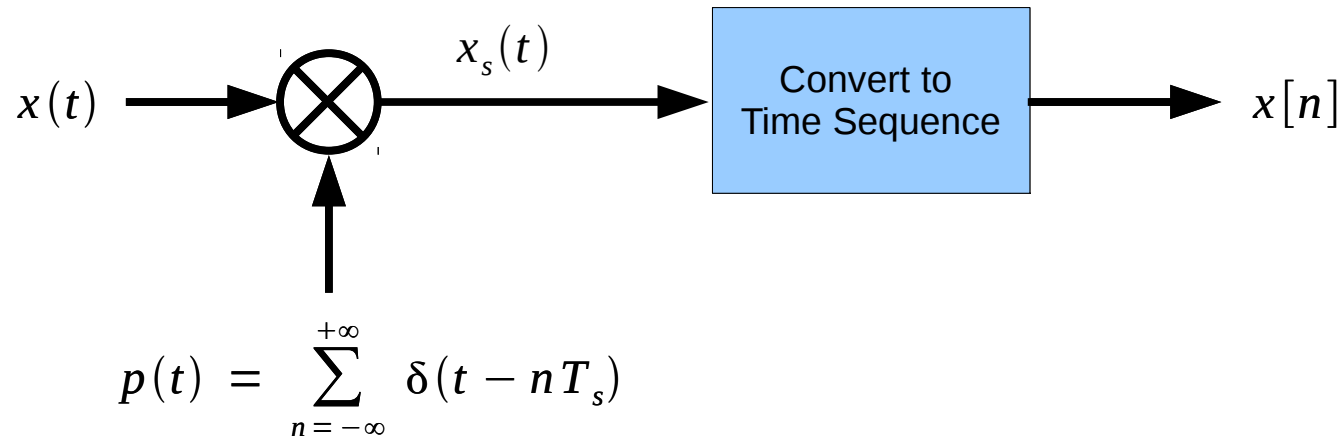 x(t)
x_s(t)
Convert to
Time Sequence
x[n]
p(t) = ∑_{n=−∞}^{+∞} δ(t − nT_s)